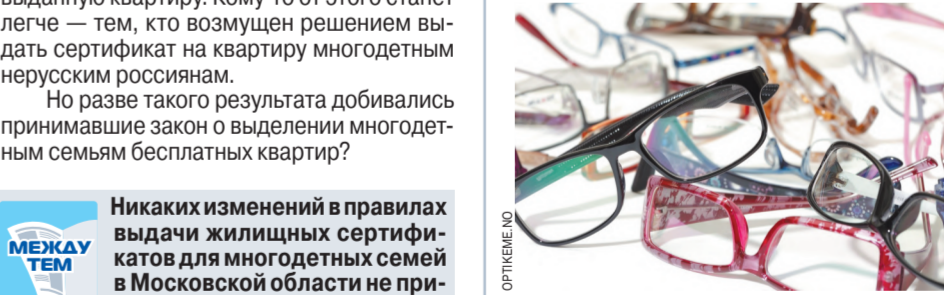 выданную квартиру. Кому-то от этого станет
легче — тем, кто возмущен решением вы-
дать сертификат на квартиру многодетным
нерусским россиянам.
Но разве такого результата добивались
принимавшие закон о выделении многодет-
ным семьям бесплатных квартир?
МЕЖДУ
ТЕМ
Никаких изменений в правилах
выдачи жилищных сертифи-
катов для многодетных семей
в Московской области не при-
OPTIKEME.NO